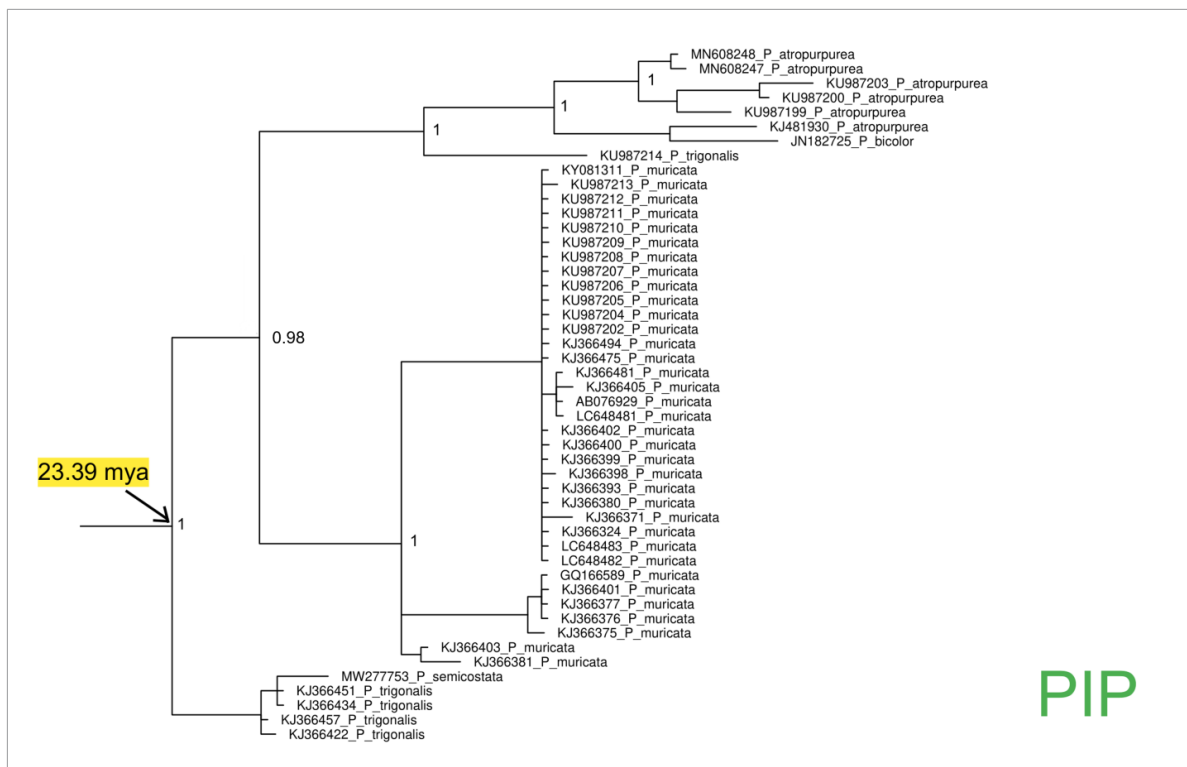 MN608248_P_atropurpurea
MN608247_P_atropurpurea
1
KU987203_P_atropurpurea
KU987200_P_atropurpurea
1
KU987199_P_atropurpurea
1
KJ481930_P_atropurpurea
JN182725_P_bicolor
KU987214_P_trigonalis
KY081311_P_muricata
KU987213_P_muricata
KU987212_P_muricata
KU987211_P_muricata
KU987210_P_muricata
KU987209_P_muricata
KU987208_P_muricata
KU987207_P_muricata
KU987206_P_muricata
KU987205_P_muricata
KU987204_P_muricata
KU987202_P_muricata
0.98
KJ366494_P_muricata
KJ366475_P_muricata
KJ366481_P_muricata
KJ366405_P_muricata
AB076929_P_muricata
LC648481_P_muricata
KJ366402_P_muricata
KJ366400_P_muricata
KJ366399_P_muricata
23.39 mya
KJ366398_P_muricata
KJ366393_P_muricata
KJ366380_P_muricata
KJ366371_P_muricata
1
KJ366324_P_muricata
1
LC648483_P_muricata
LC648482_P_muricata
GQ166589_P_muricata
KJ366401_P_muricata
KJ366377_P_muricata
KJ366376_P_muricata
KJ366375_P_muricata
KJ366403_P_muricata
KJ366381_P_muricata
MW277753_P_semicostata
KJ366451_P_trigonalis
KJ366434_P_trigonalis
KJ366457_P_trigonalis
KJ366422_P_trigonalis
PIP